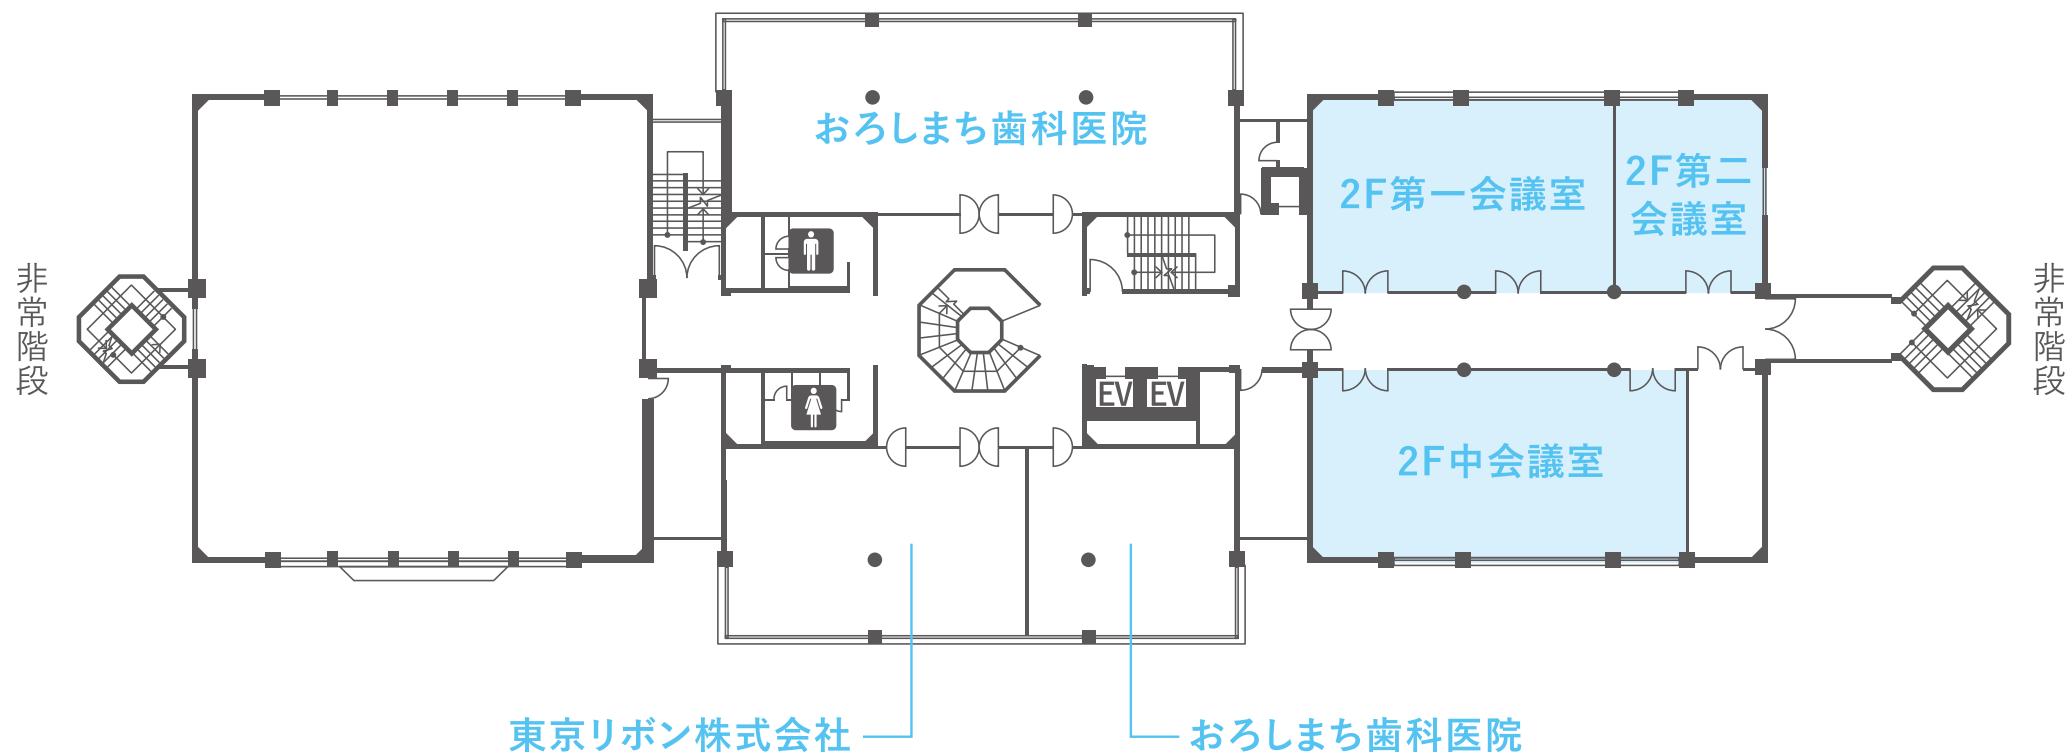 おろしまち歯科医院
2F第一会議室
2F第二
会議室
非常階段
非常階段
EV
EV
2F中会議室
東京リボン株式会社
おろしまち歯科医院